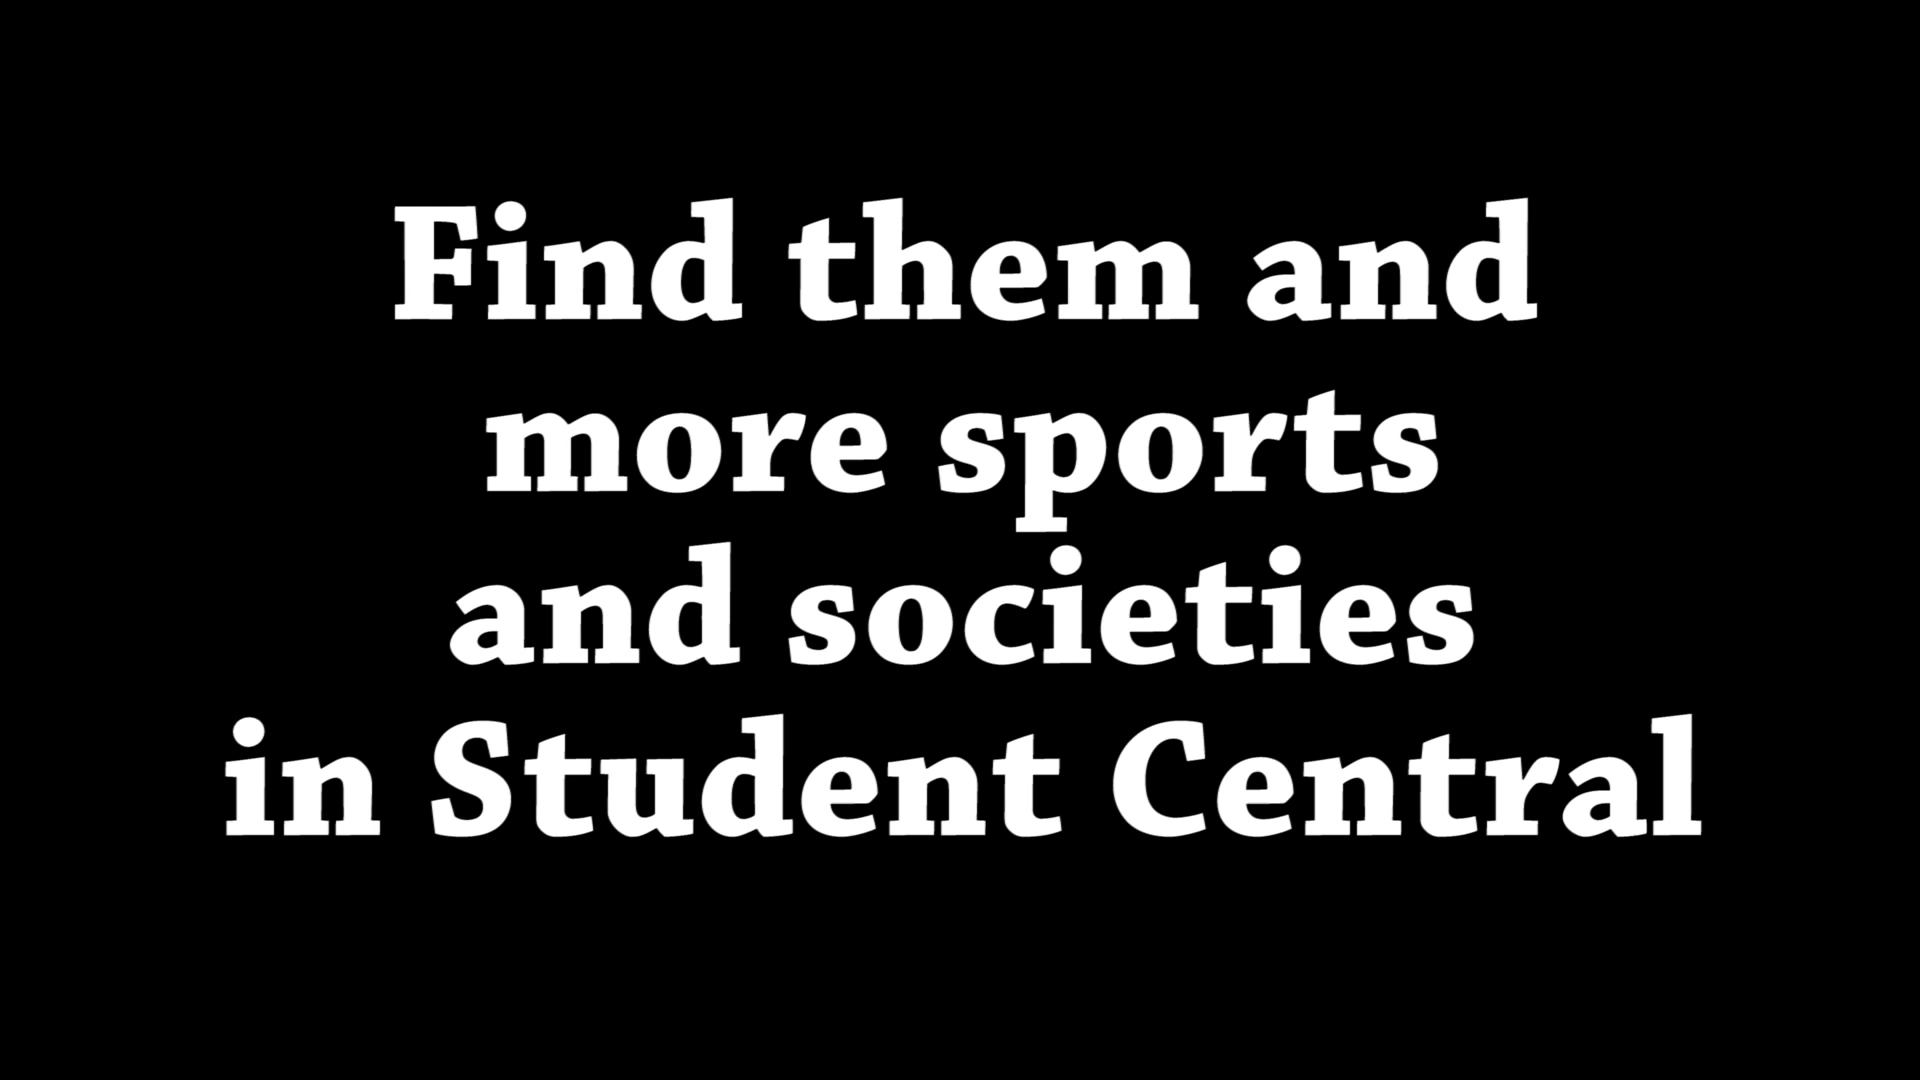 Find them and
more sports
and societies
in Student Central